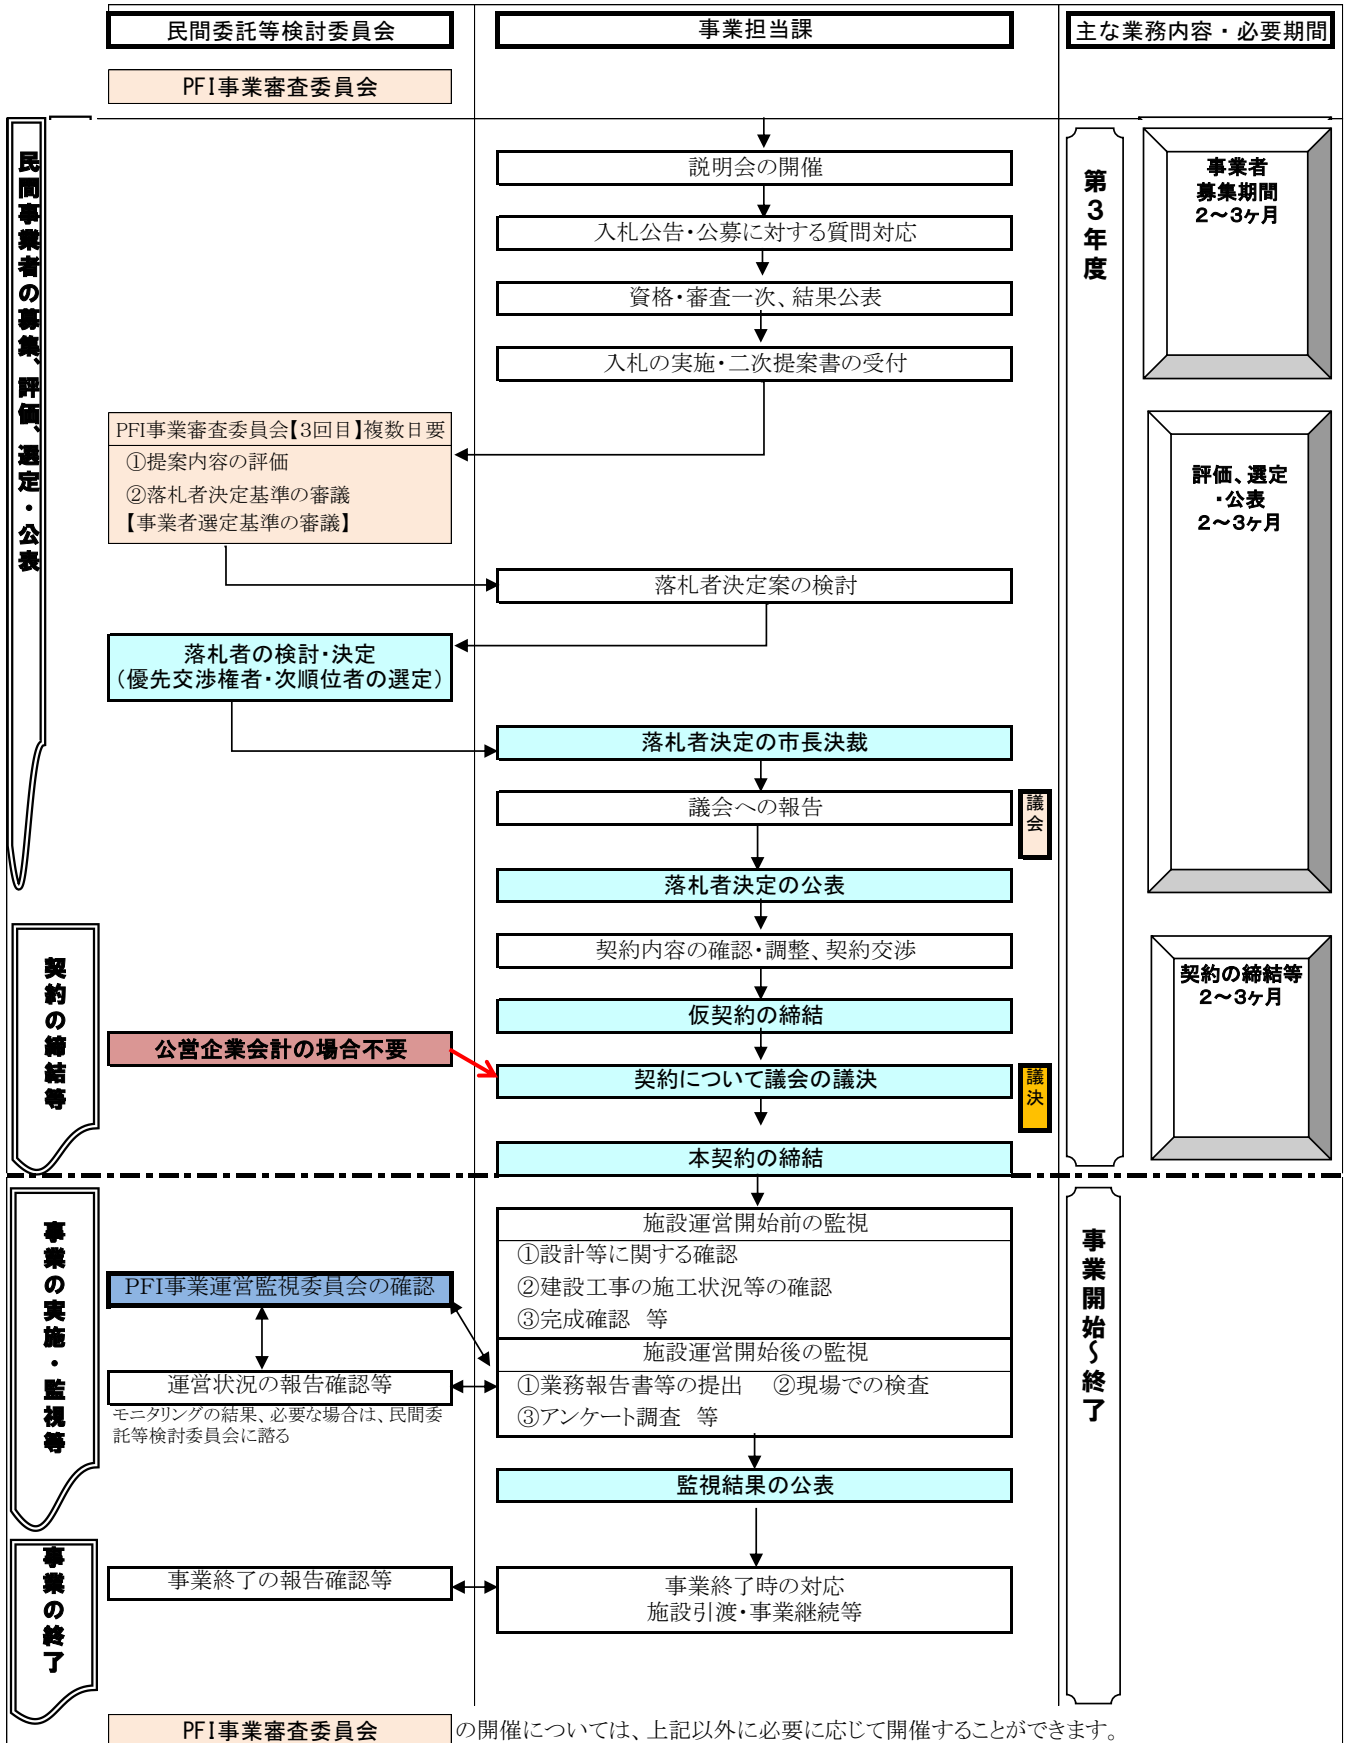 民間委託等検討委員会
事業担当課
主な業務内容・必要期間
PFI事業審査委員会
民間事業者の募集、評価、選定・公表
第3年度
事業者
募集期間
2～3ヶ月
説明会の開催
入札公告・公募に対する質問対応
資格・審査一次、結果公表
入札の実施・二次提案書の受付
PFI事業審査委員会【3回目】複数日要
①提案内容の評価
②落札者決定基準の審議
【事業者選定基準の審議】
評価、選定
・公表
2～3ヶ月
落札者決定案の検討
落札者の検討・決定
（優先交渉権者・次順位者の選定）
落札者決定の市長決裁
議会への報告
議会
落札者決定の公表
契約の締結等
契約内容の確認・調整、契約交渉
契約の締結等
2～3ヶ月
仮契約の締結
公営企業会計の場合不要
契約について議会の議決
議決
本契約の締結
事業の実施・監視等
事業開始～終了
施設運営開始前の監視
①設計等に関する確認
②建設工事の施工状況等の確認
③完成確認　等
PFI事業運営監視委員会の確認
施設運営開始後の監視
①業務報告書等の提出　②現場での検査
③アンケート調査　等
運営状況の報告確認等
モニタリングの結果、必要な場合は、民間委
託等検討委員会に諮る
監視結果の公表
事業の終了
事業終了の報告確認等
事業終了時の対応
施設引渡・事業継続等
PFI事業審査委員会 の開催については、上記以外に必要に応じて開催することができます。